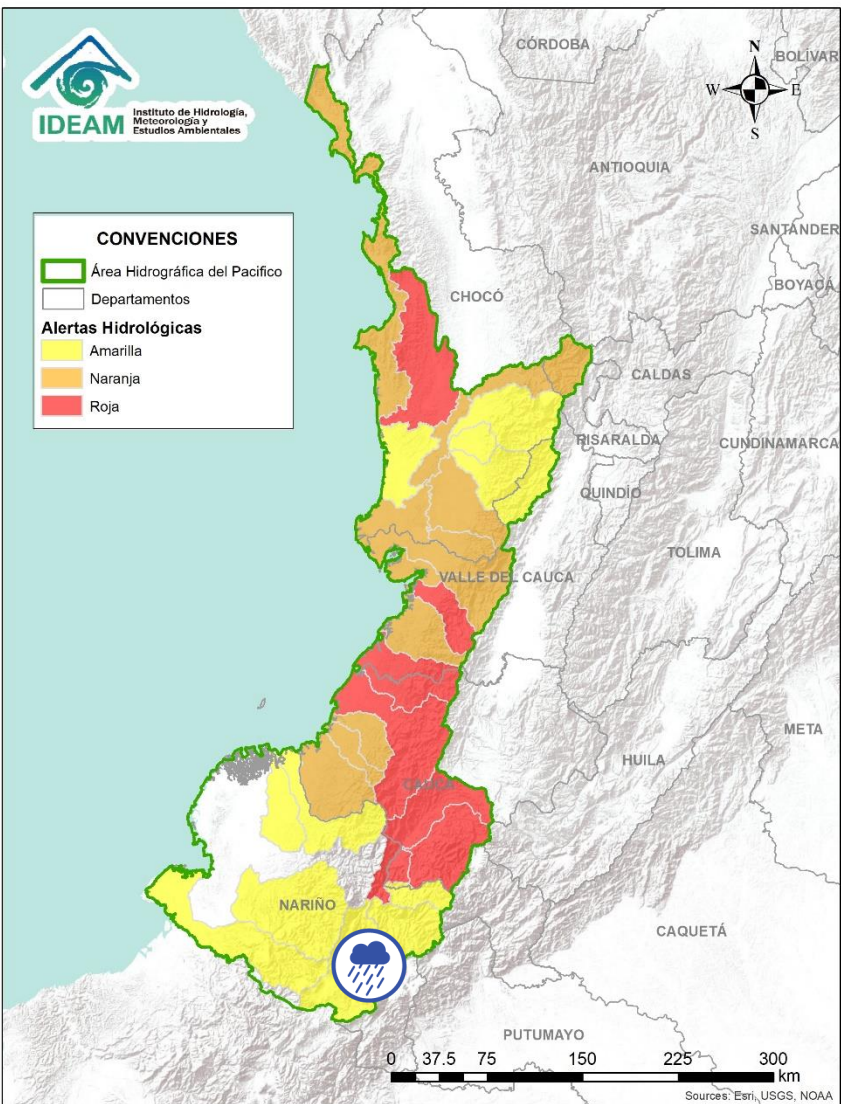 IDEAM
Instituto de Hidrología,
Meteorología y
Estudios Ambientales
N
W
E
S
CÓRDOBA
BOLÍVAR
ANTIOQUIA
SANTANDER
BOYACÁ
CHOCÓ
CALDAS
RISARALDA
CUNDINAMARCA
QUINDÍO
TOLIMA
VALLE DEL CAUCA
META
HUILA
CAUCA
NARIÑO
CAQUETÁ
PUTUMAYO
CONVENCIONES
Área Hidrográfica del Pacifico
Departamentos
Alertas Hidrológicas
Amarilla
Naranja
Roja
0 37.5 75 150 225 300
km
Sources: Esri, USGS, NOAA